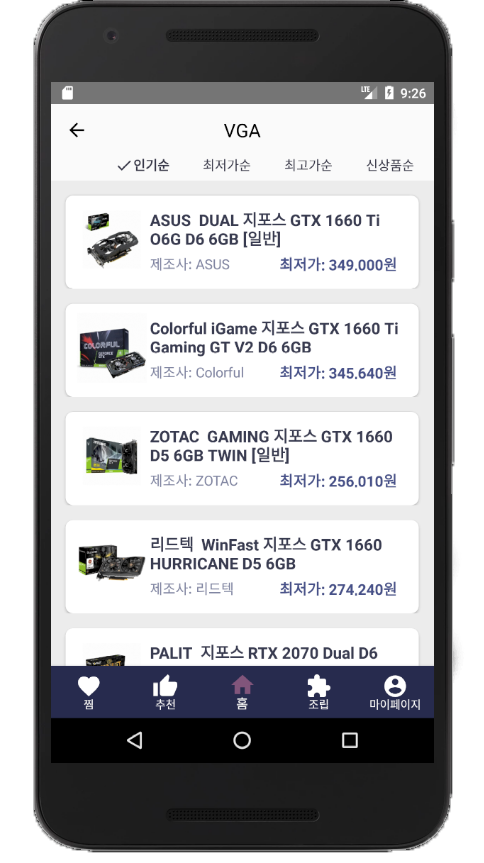 LTE 9:26
VGA
인기순 최저가순 최고가순 신상품순
ASUS DUAL 지포스 GTX 1660 Ti
O6G D6 6GB [일반]
제조사: ASUS 최저가: 349,000원
COLORFUL
Colorful iGame 지포스 GTX 1660 Ti
Gaming GT V2 D6 6GB
제조사: Colorful 최저가: 345,640원
ZOTAC GAMING 지포스 GTX 1660
D5 6GB TWIN [일반]
제조사: ZOTAC 최저가: 256,010원
리드텍 WinFast 지포스 GTX 1660
HURRICANE D5 6GB
제조사: 리드텍 최저가: 274,240원
PALIT 지포스 RTX 2070 Dual D6
찜 추천 홈 조립 마이페이지